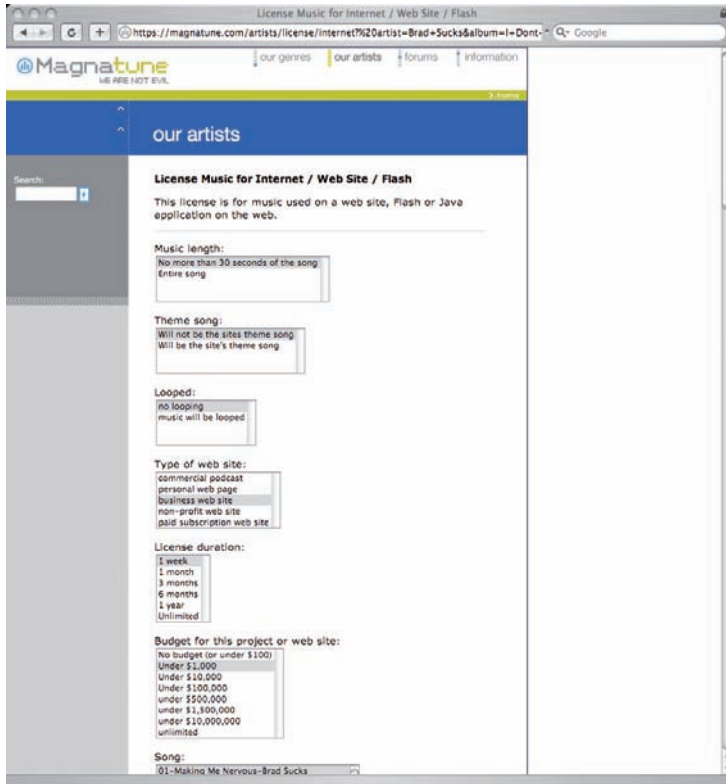 License Music for Internet / Web Site / Flash
https://magnatune.com/artists/license/internet?%20artist=Brad+Sucks&album=I+Dont-
Google
Magnatune
WE ARE NOT EVIL
our genres
our artists
forums
information
> home
our artists
Search:
License Music for Internet / Web Site / Flash
This license is for music used on a web site, Flash or Java
application on the web.
Music length:
No more than 30 seconds of the song
Entire song
Theme song:
Will not be the sites theme song
Will be the site's theme song
Looped:
no looping
music will be looped
Type of web site:
commercial podcast
personal web page
business web site
non-profit web site
paid subscription web site
License duration:
1 week
1 month
3 months
6 months
1 year
Unlimited
Budget for this project or web site:
No budget (or under $100)
Under $1,000
Under $10,000
Under $100,000
under $500,000
under $1,500,000
under $10,000,000
unlimited
Song:
01-Making Me Nervous-Brad Sucks